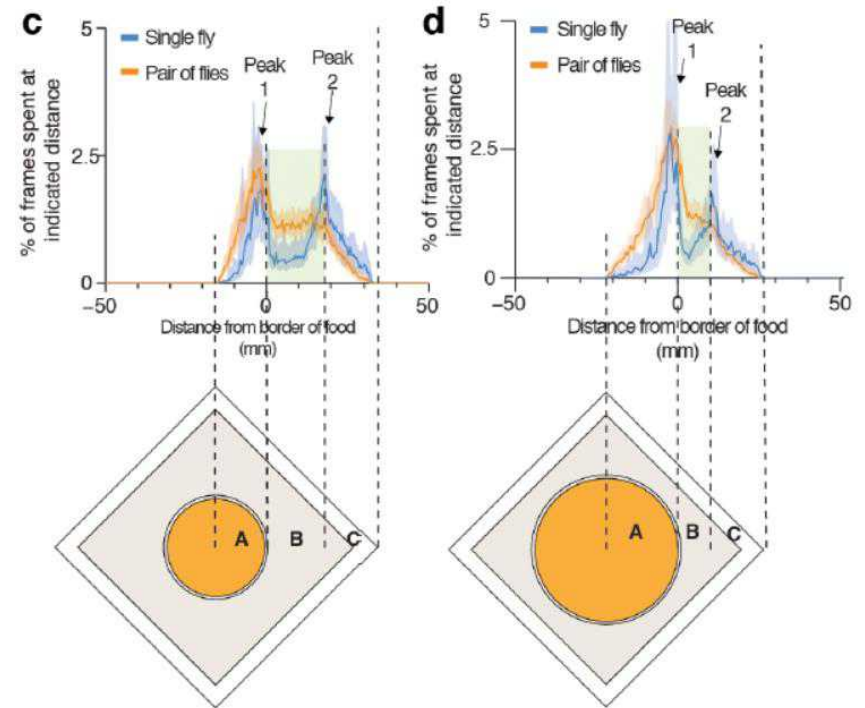 c
5
Single fly
Pair of flies
Peak
1
Peak
2
% of frames spent at
indicated distance
2.5
0
−50
0
50
Distance from border of food
(mm)
A
B
C
d
5
Single fly
Pair of flies
Peak
1
Peak
2
% of frames spent at
indicated distance
2.5
0
−50
0
50
Distance from border of food
(mm)
A
B
C